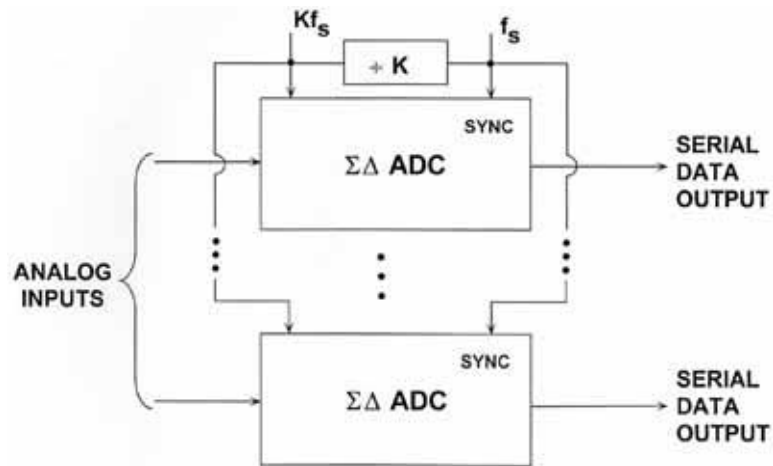 Kfs
fs
÷ K
SYNC
ΣΔ ADC
SERIAL
DATA
OUTPUT
ANALOG
INPUTS
SYNC
ΣΔ ADC
SERIAL
DATA
OUTPUT